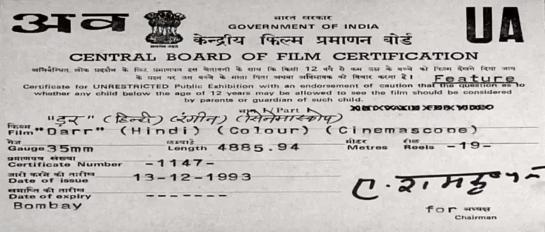 अव
भारत सरकार
GOVERNMENT OF INDIA
UA
केन्द्रीय फिल्म प्रमाणन बोर्ड
CENTRAL BOARD OF FILM CERTIFICATION
Feature
Certificate for UNRESTRICTED Public Exhibition with an endorsement of caution that the question as to
whether any child below the age of 12 years may be allowed to see the film should be considered
by parents or guardian of such child.
भाग / Part
फिल्म "डर" (हिन्दी) (रंगीन) (सिनेमास्कोप)
Film "Darr" (Hindi) (Colour) (Cinemascope)
गेज लम्बाई मीटर रील
Gauge 35mm Length 4885.94 Metres Reels -19-
प्रमाणपत्र संख्या
Certificate Number -1147-
जारी करने की तारीख
Date of issue 13-12-1993
समाप्ति की तारीख
Date of expiry -------
Bombay
for अध्यक्ष
Chairman